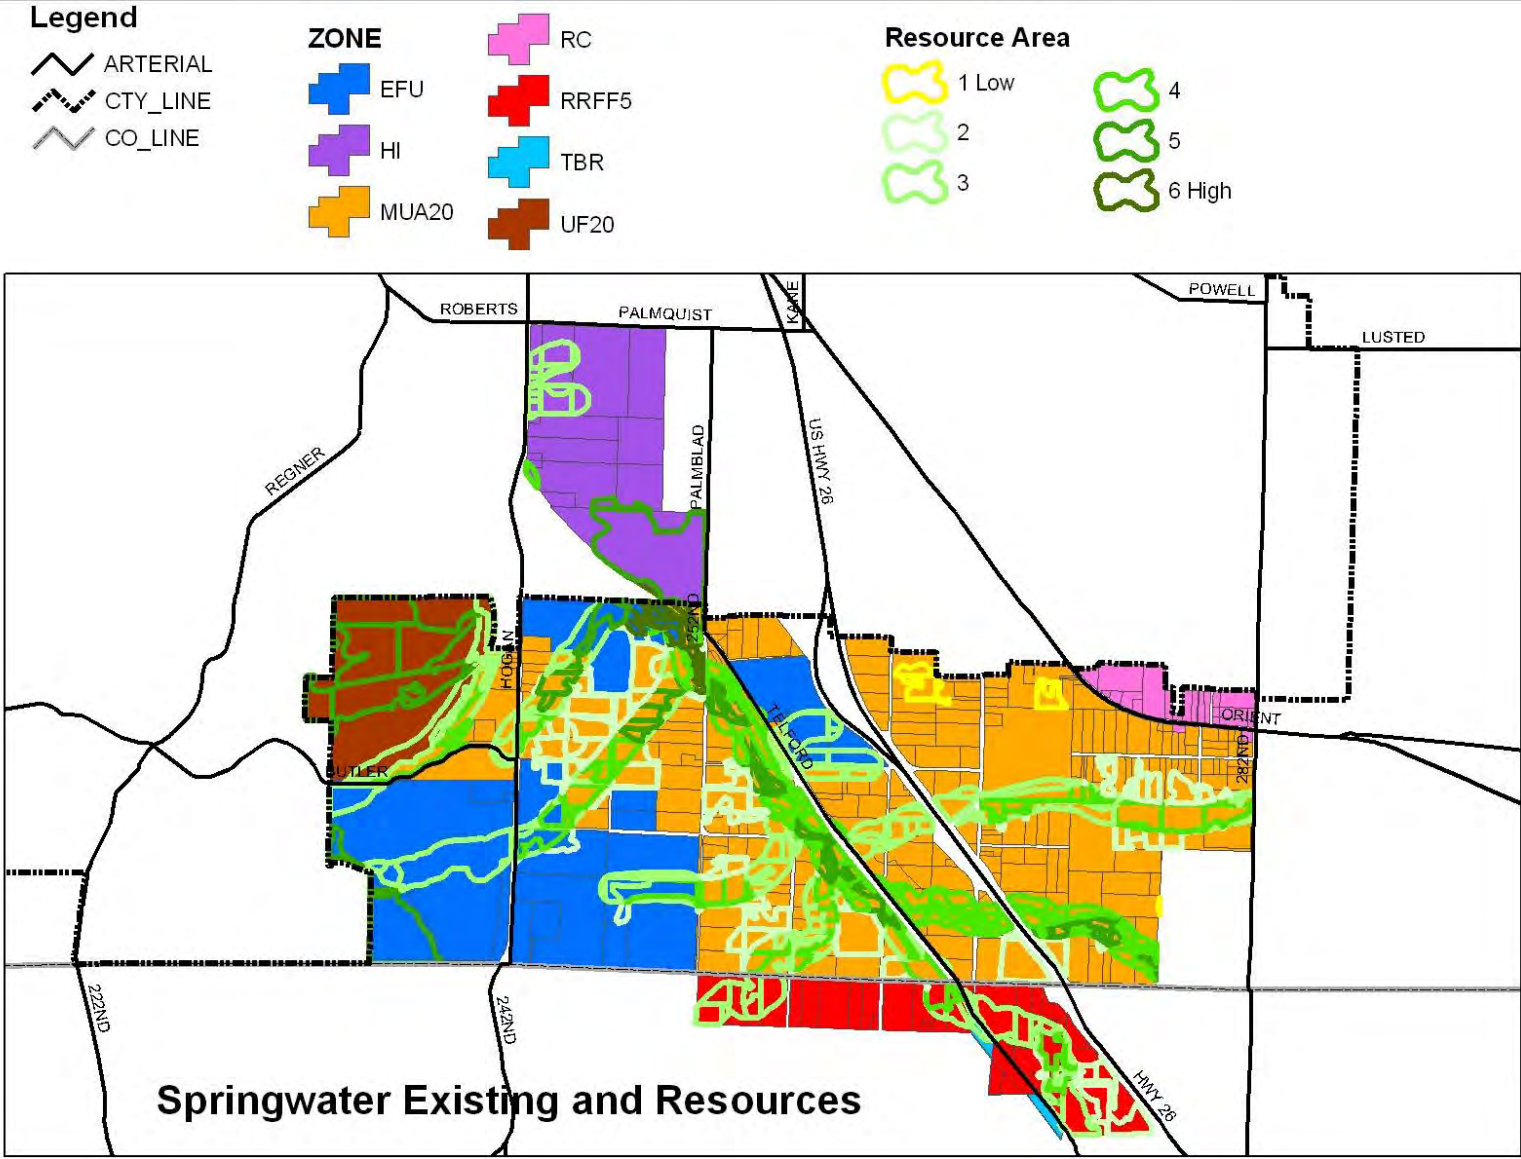 Legend
ARTERIAL
CTY_LINE
CO_LINE
ZONE
EFU
HI
MUA20
RC
RRFF5
TBR
UF20
Resource Area
1 Low
2
3
4
5
6 High
ROBERTS
PALMQUIST
KANE
POWELL
LUSTED
REGNER
PALMBLAD
US HWY 26
252ND
HOGAN
TELFORD
ORIENT
282ND
BUTLER
222ND
242ND
HWY 26
Springwater Existing and Resources